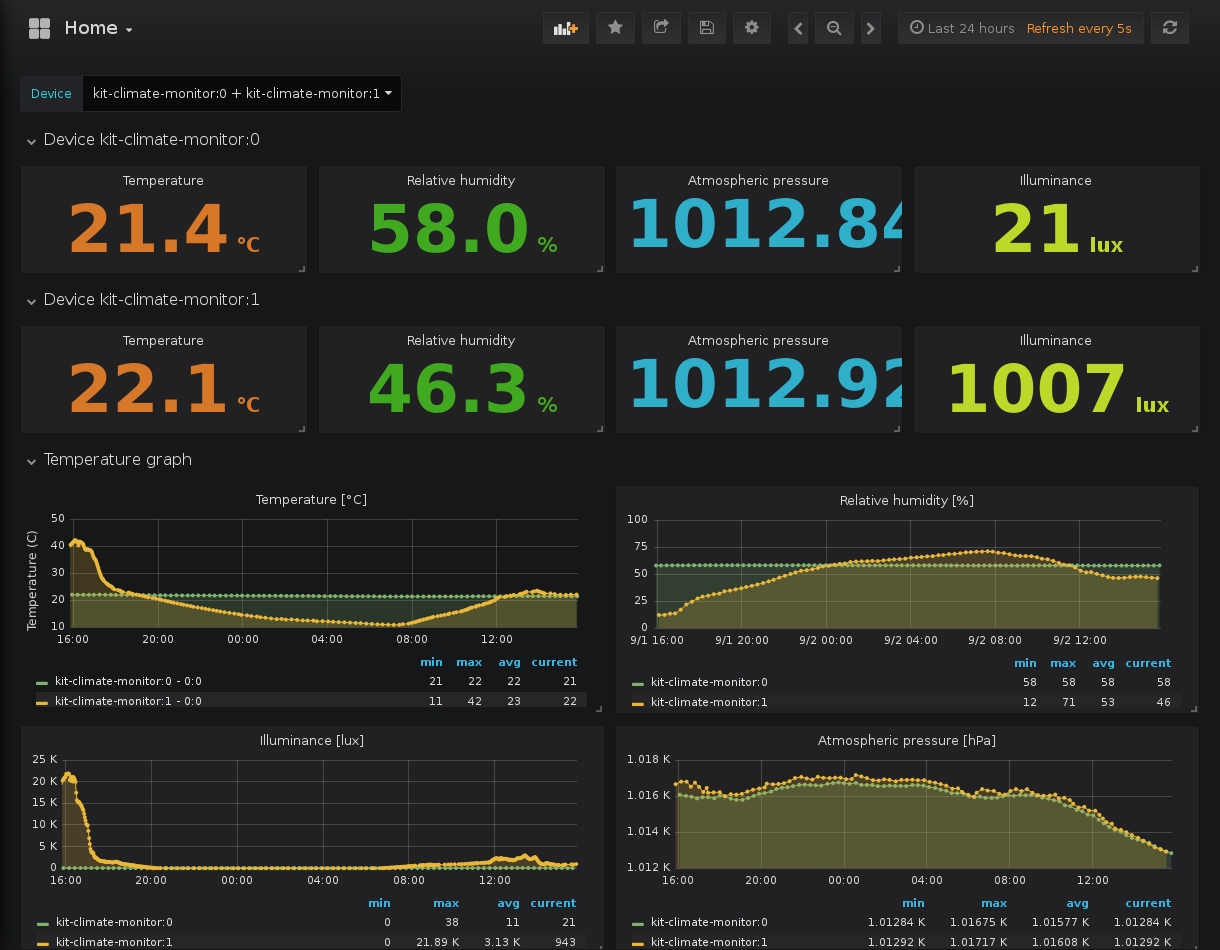 Home
Last 24 hours Refresh every 5s
Device kit-climate-monitor:0 + kit-climate-monitor:1
Device kit-climate-monitor:0
Temperature Relative humidity Atmospheric pressure Illuminance
21.4 °C 58.0 % 1012.84 21 lux
Device kit-climate-monitor:1
Temperature Relative humidity Atmospheric pressure Illuminance
22.1 °C 46.3 % 1012.92 1007 lux
Temperature graph
Temperature [°C]
Temperature (C)
50
40
30
20
10
16:00 20:00 00:00 04:00 08:00 12:00
min max avg current
kit-climate-monitor:0 - 0:0 21 22 22 21
kit-climate-monitor:1 - 0:0 11 42 23 22
Relative humidity [%]
100
75
50
25
0
9/1 16:00 9/1 20:00 9/2 00:00 9/2 04:00 9/2 08:00 9/2 12:00
min max avg current
kit-climate-monitor:0 58 58 58 58
kit-climate-monitor:1 12 71 53 46
Illuminance [lux]
25 K
20 K
15 K
10 K
5 K
0
16:00 20:00 00:00 04:00 08:00 12:00
min max avg current
kit-climate-monitor:0 0 38 11 21
kit-climate-monitor:1 0 21.89 K 3.13 K 943
Atmospheric pressure [hPa]
1.018 K
1.016 K
1.014 K
1.012 K
16:00 20:00 00:00 04:00 08:00 12:00
min max avg current
kit-climate-monitor:0 1.01284 K 1.01675 K 1.01577 K 1.01284 K
kit-climate-monitor:1 1.01292 K 1.01717 K 1.01608 K 1.01292 K